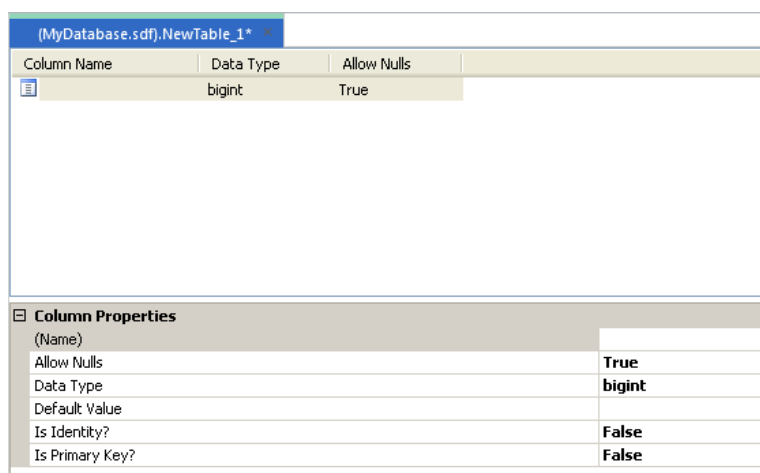 (MyDatabase.sdf).NewTable_1*
Column Name Data Type Allow Nulls
bigint True
Column Properties
(Name)
Allow Nulls True
Data Type bigint
Default Value
Is Identity? False
Is Primary Key? False